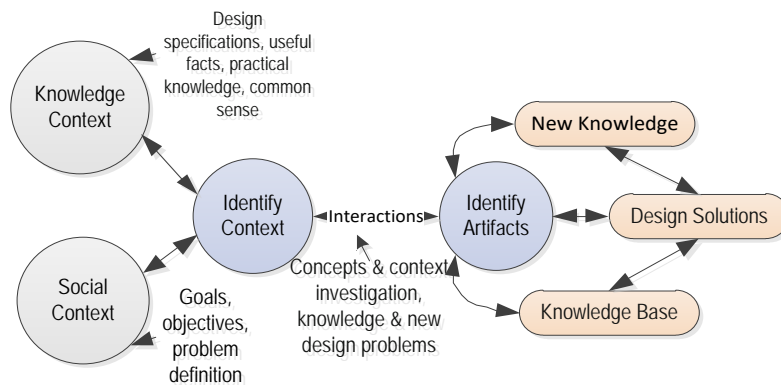 Design
specifications, useful
facts, practical
knowledge, common
sense
Knowledge
Context
Identify
Context
Social
Context
Goals,
objectives,
problem
definition
Interactions
Concepts & context
investigation,
knowledge & new
design problems
Identify
Artifacts
New Knowledge
Design Solutions
Knowledge Base